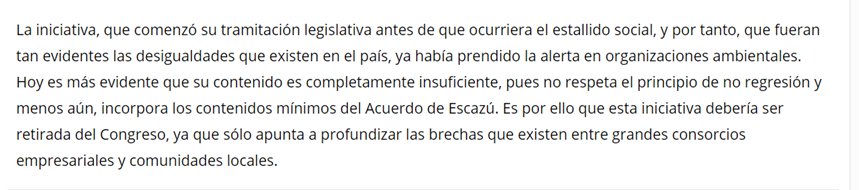 La iniciativa, que comenzó su tramitación legislativa antes de que ocurriera el estallido social, y por tanto, que fueran
tan evidentes las desigualdades que existen en el país, ya había prendido la alerta en organizaciones ambientales.
Hoy es más evidente que su contenido es completamente insuficiente, pues no respeta el principio de no regresión y
menos aún, incorpora los contenidos mínimos del Acuerdo de Escazú. Es por ello que esta iniciativa debería ser
retirada del Congreso, ya que sólo apunta a profundizar las brechas que existen entre grandes consorcios
empresariales y comunidades locales.